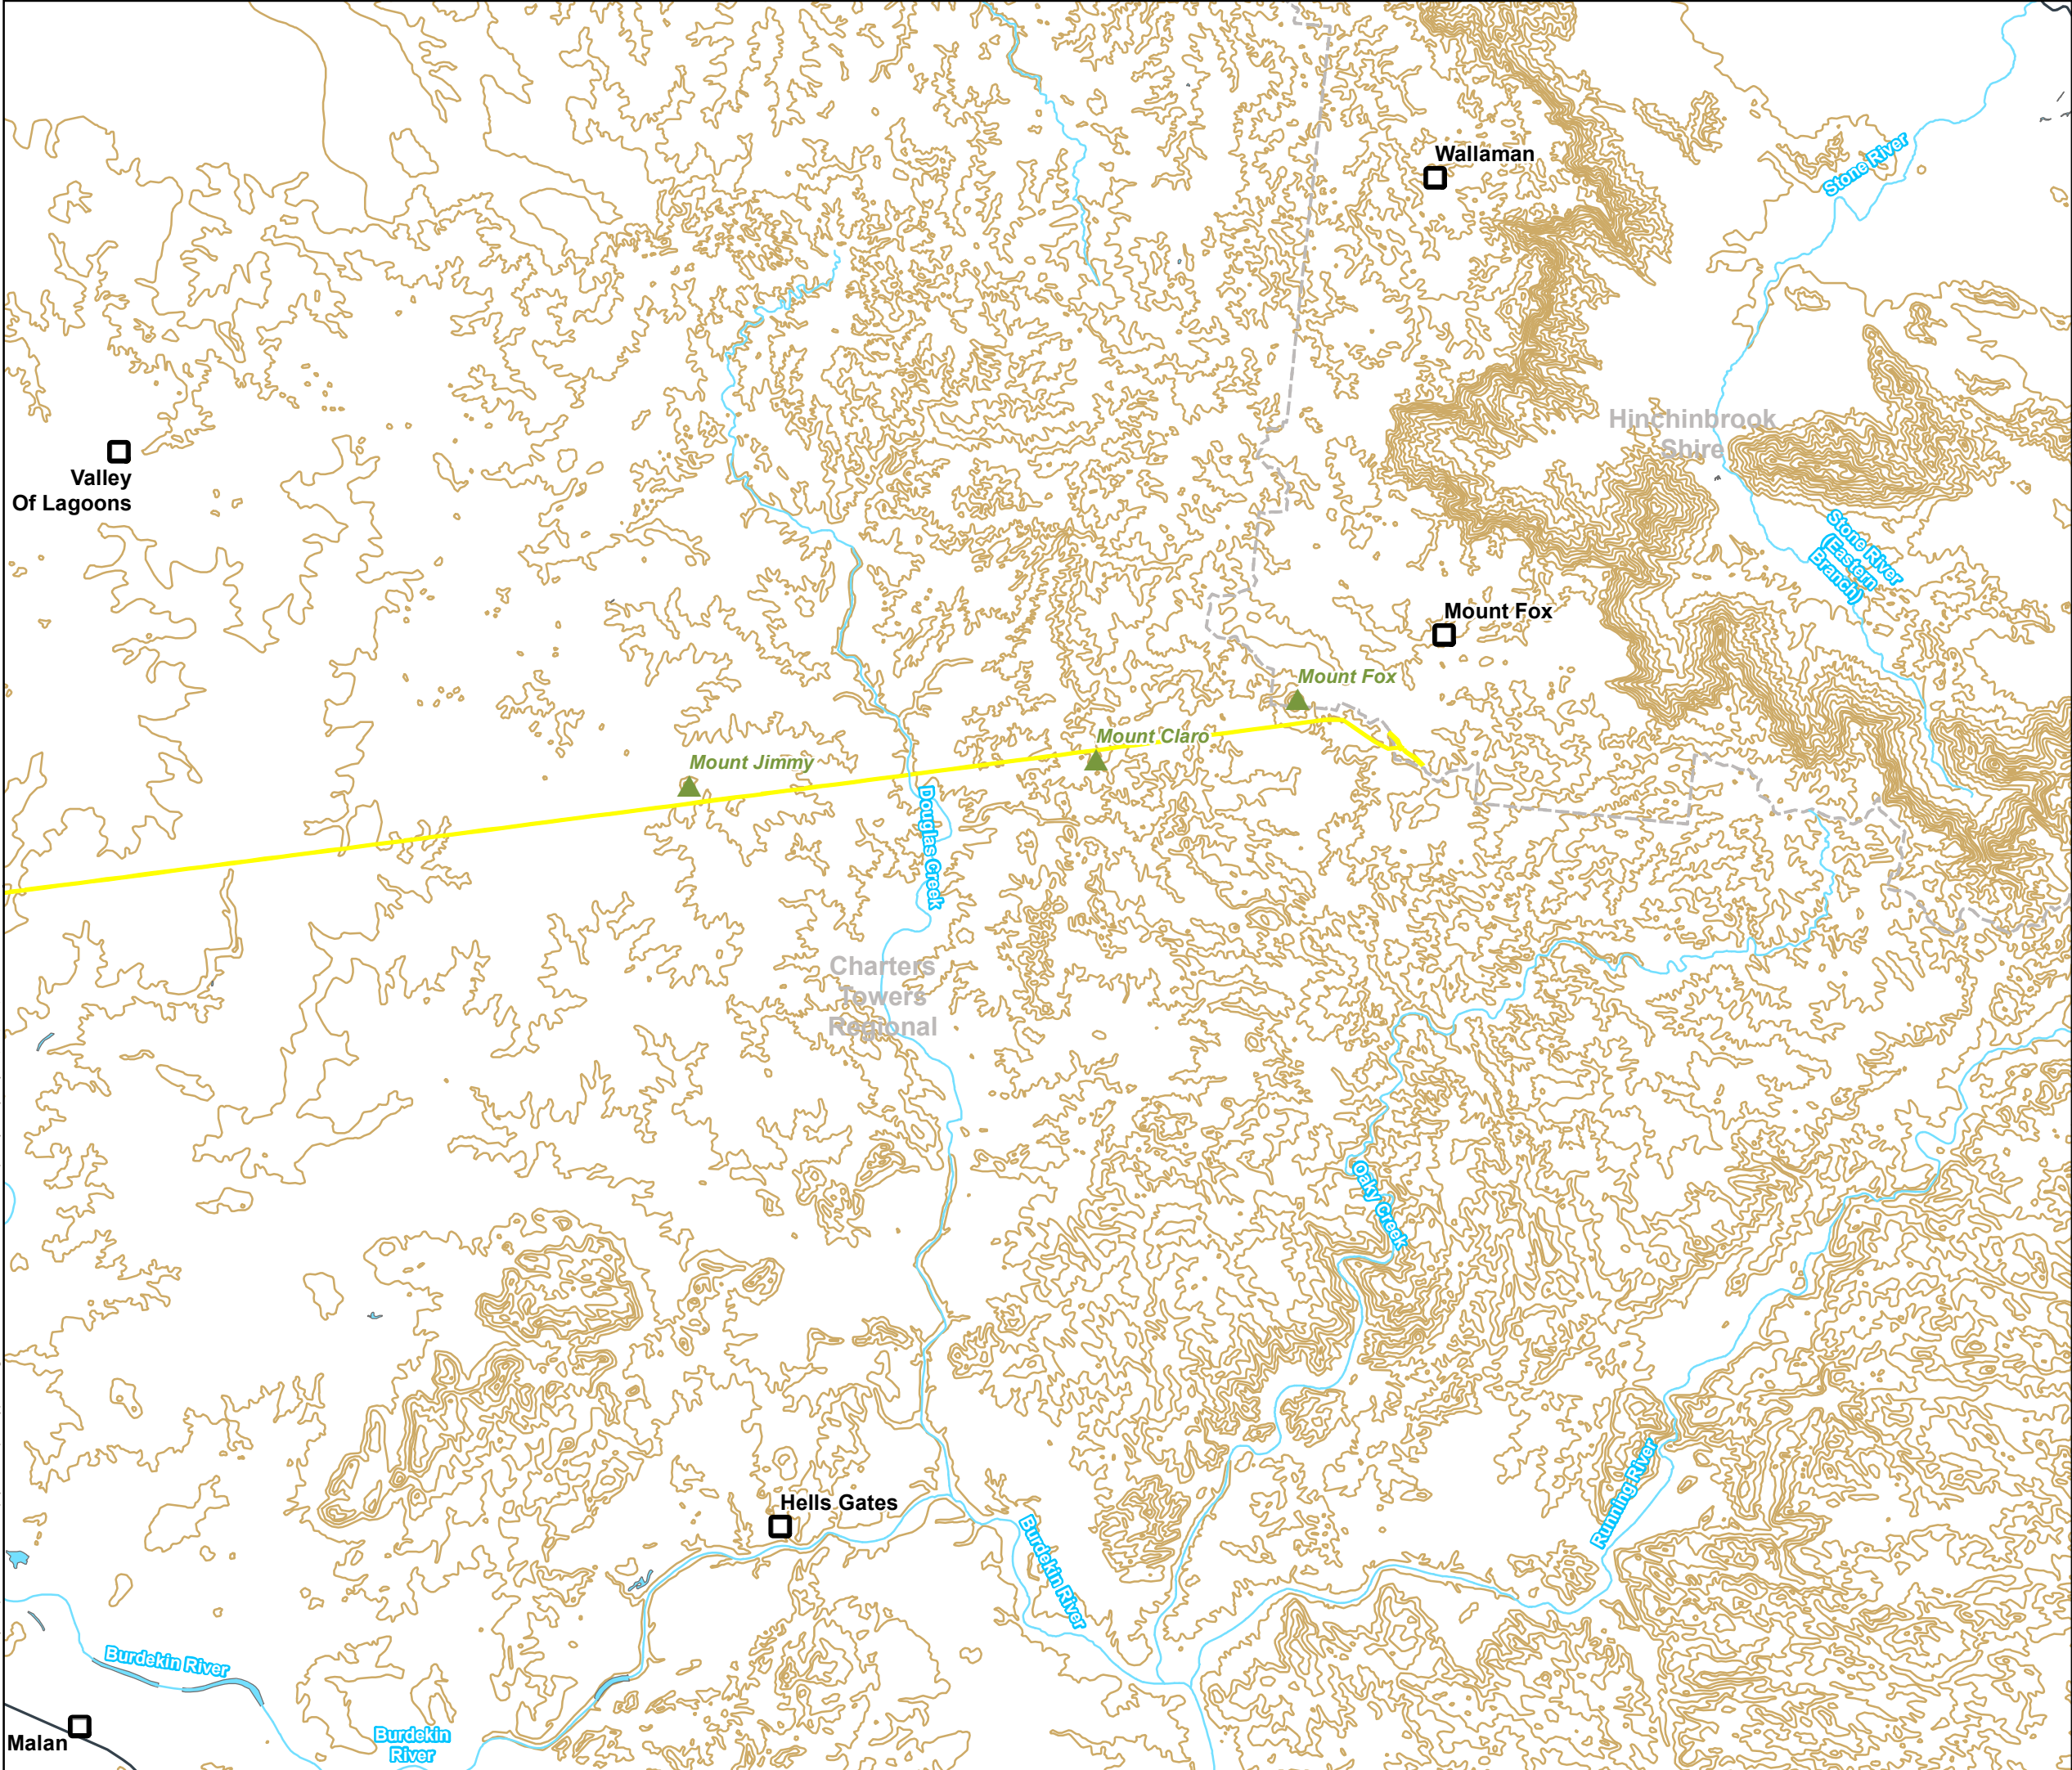 Wallaman
Stone River
Hinchinbrook
Shire
Valley
Of Lagoons
Stone River
(Eastern
Branch)
Mount Fox
Mount Fox
Mount Claro
Mount Jimmy
Douglas Creek
Charters
Towers
Regional
Oaky Creek
Running River
Hells Gates
Burdekin River
Burdekin River
Burdekin
River
Malan